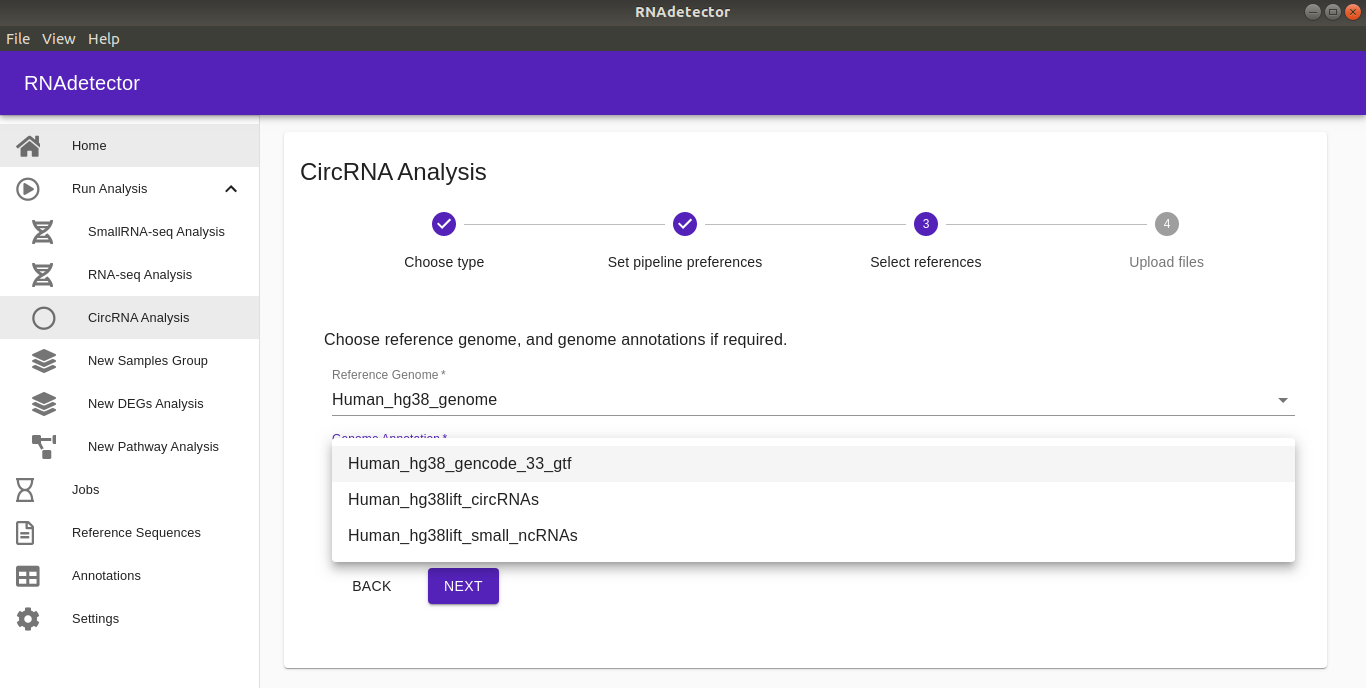 RNAdetector
File View Help
RNAdetector
Home
Run Analysis
SmallRNA-seq Analysis
RNA-seq Analysis
CircRNA Analysis
New Samples Group
New DEGs Analysis
New Pathway Analysis
Jobs
Reference Sequences
Annotations
Settings
CircRNA Analysis
3
4
Choose type
Set pipeline preferences
Select references
Upload files
Choose reference genome, and genome annotations if required.
Reference Genome *
Human_hg38_genome
Genome Annotation *
Human_hg38_gencode_33_gtf
Human_hg38lift_circRNAs
Human_hg38lift_small_ncRNAs
BACK NEXT